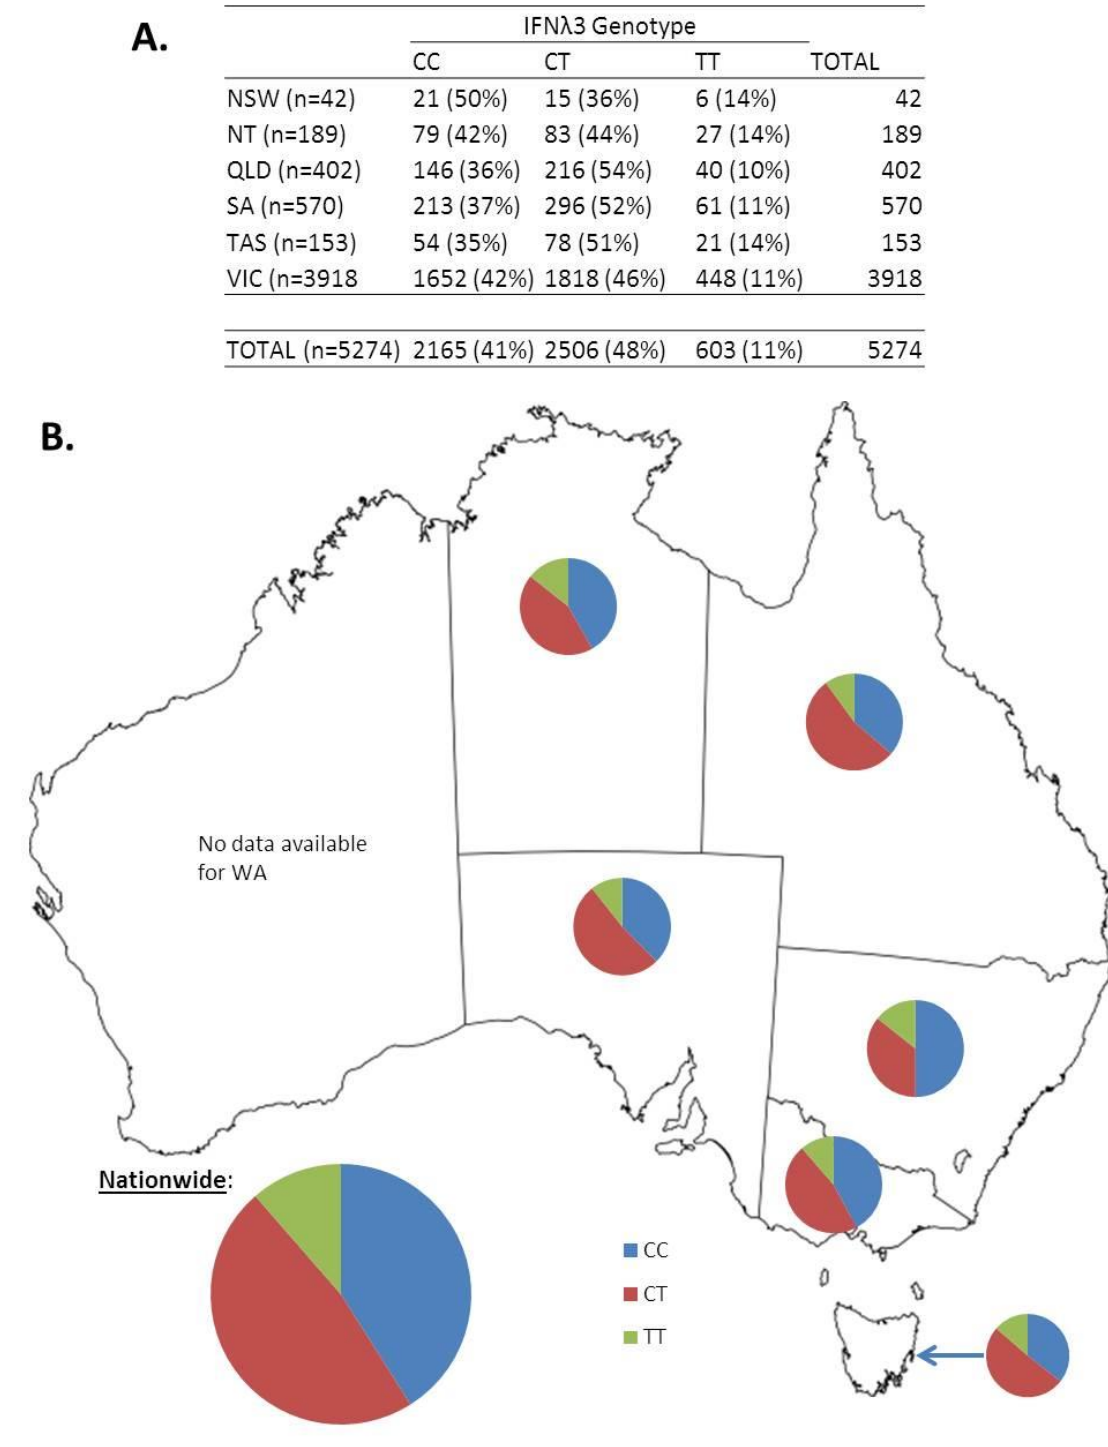 A.
IFNλ3 Genotype
CC CT TT TOTAL
NSW (n=42) 21 (50%) 15 (36%) 6 (14%) 42
NT (n=189) 79 (42%) 83 (44%) 27 (14%) 189
QLD (n=402) 146 (36%) 216 (54%) 40 (10%) 402
SA (n=570) 213 (37%) 296 (52%) 61 (11%) 570
TAS (n=153) 54 (35%) 78 (51%) 21 (14%) 153
VIC (n=3918 1652 (42%) 1818 (46%) 448 (11%) 3918
TOTAL (n=5274) 2165 (41%) 2506 (48%) 603 (11%) 5274
B.
No data available
for WA
Nationwide:
CC
CT
TT